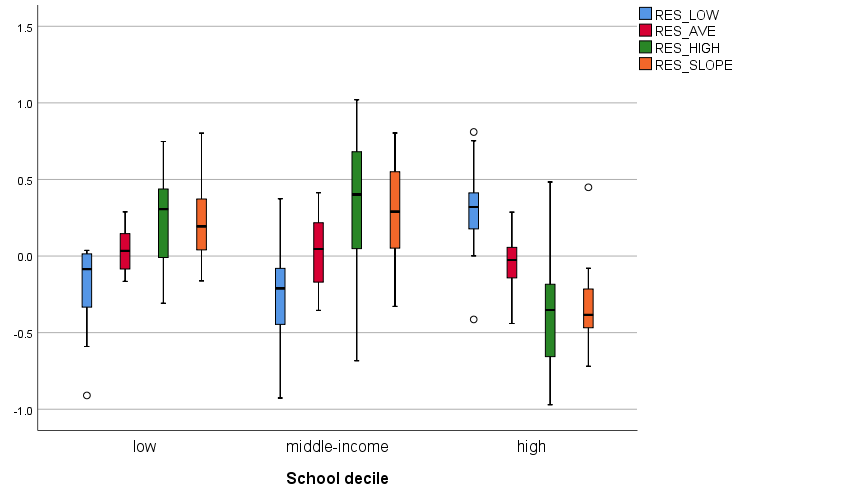 1.5
1.0
0.5
0.0
-0.5
-1.0
low
middle-income
high
School decile
RES_LOW
RES_AVE
RES_HIGH
RES_SLOPE